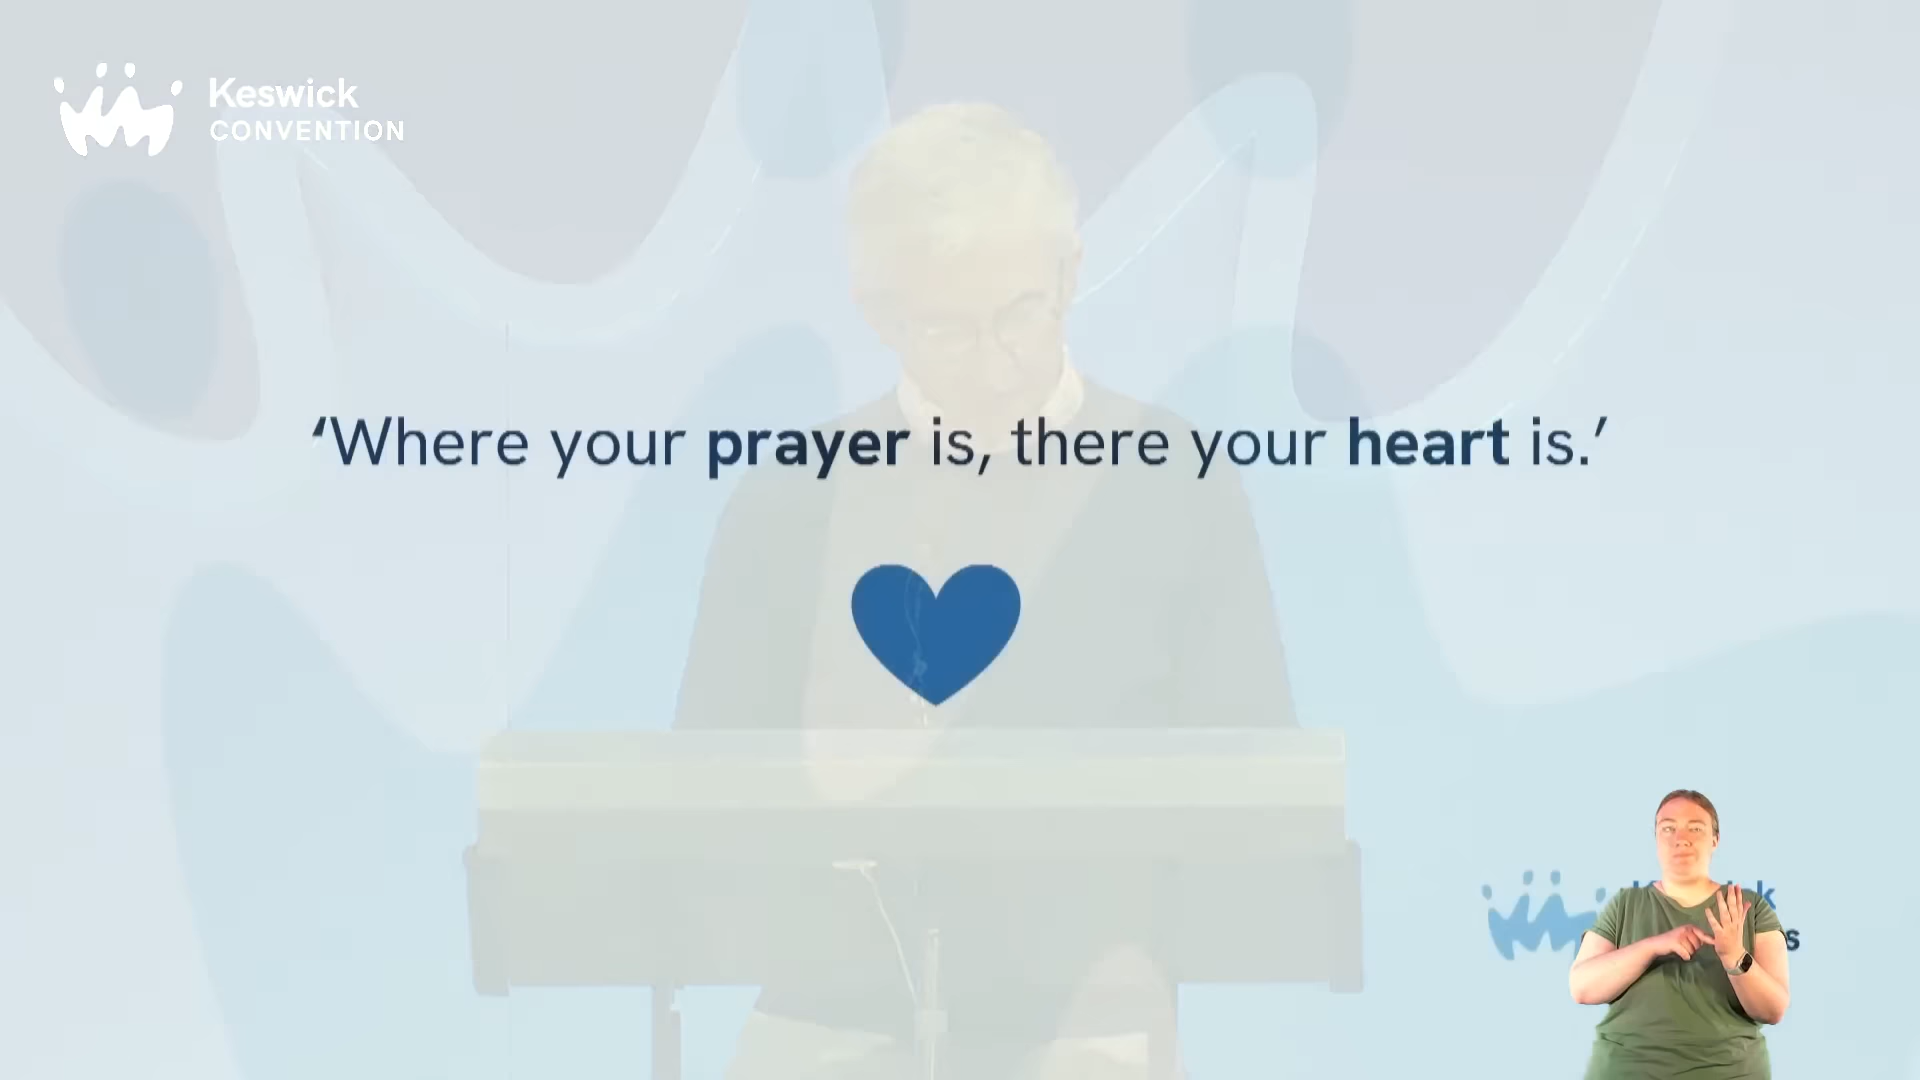 Keswick
CONVENTION
‘Where your prayer is, there your heart is.’